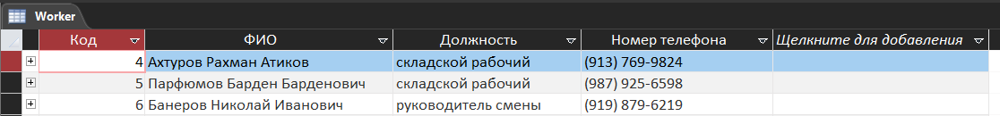 Worker
Код ФИО Должность Номер телефона Щелкните для добавления
4 Ахтуров Рахман Атиков складской рабочий (913) 769-9824
5 Парфюмов Барден Барденович складской рабочий (987) 925-6598
6 Банеров Николай Иванович руководитель смены (919) 879-6219